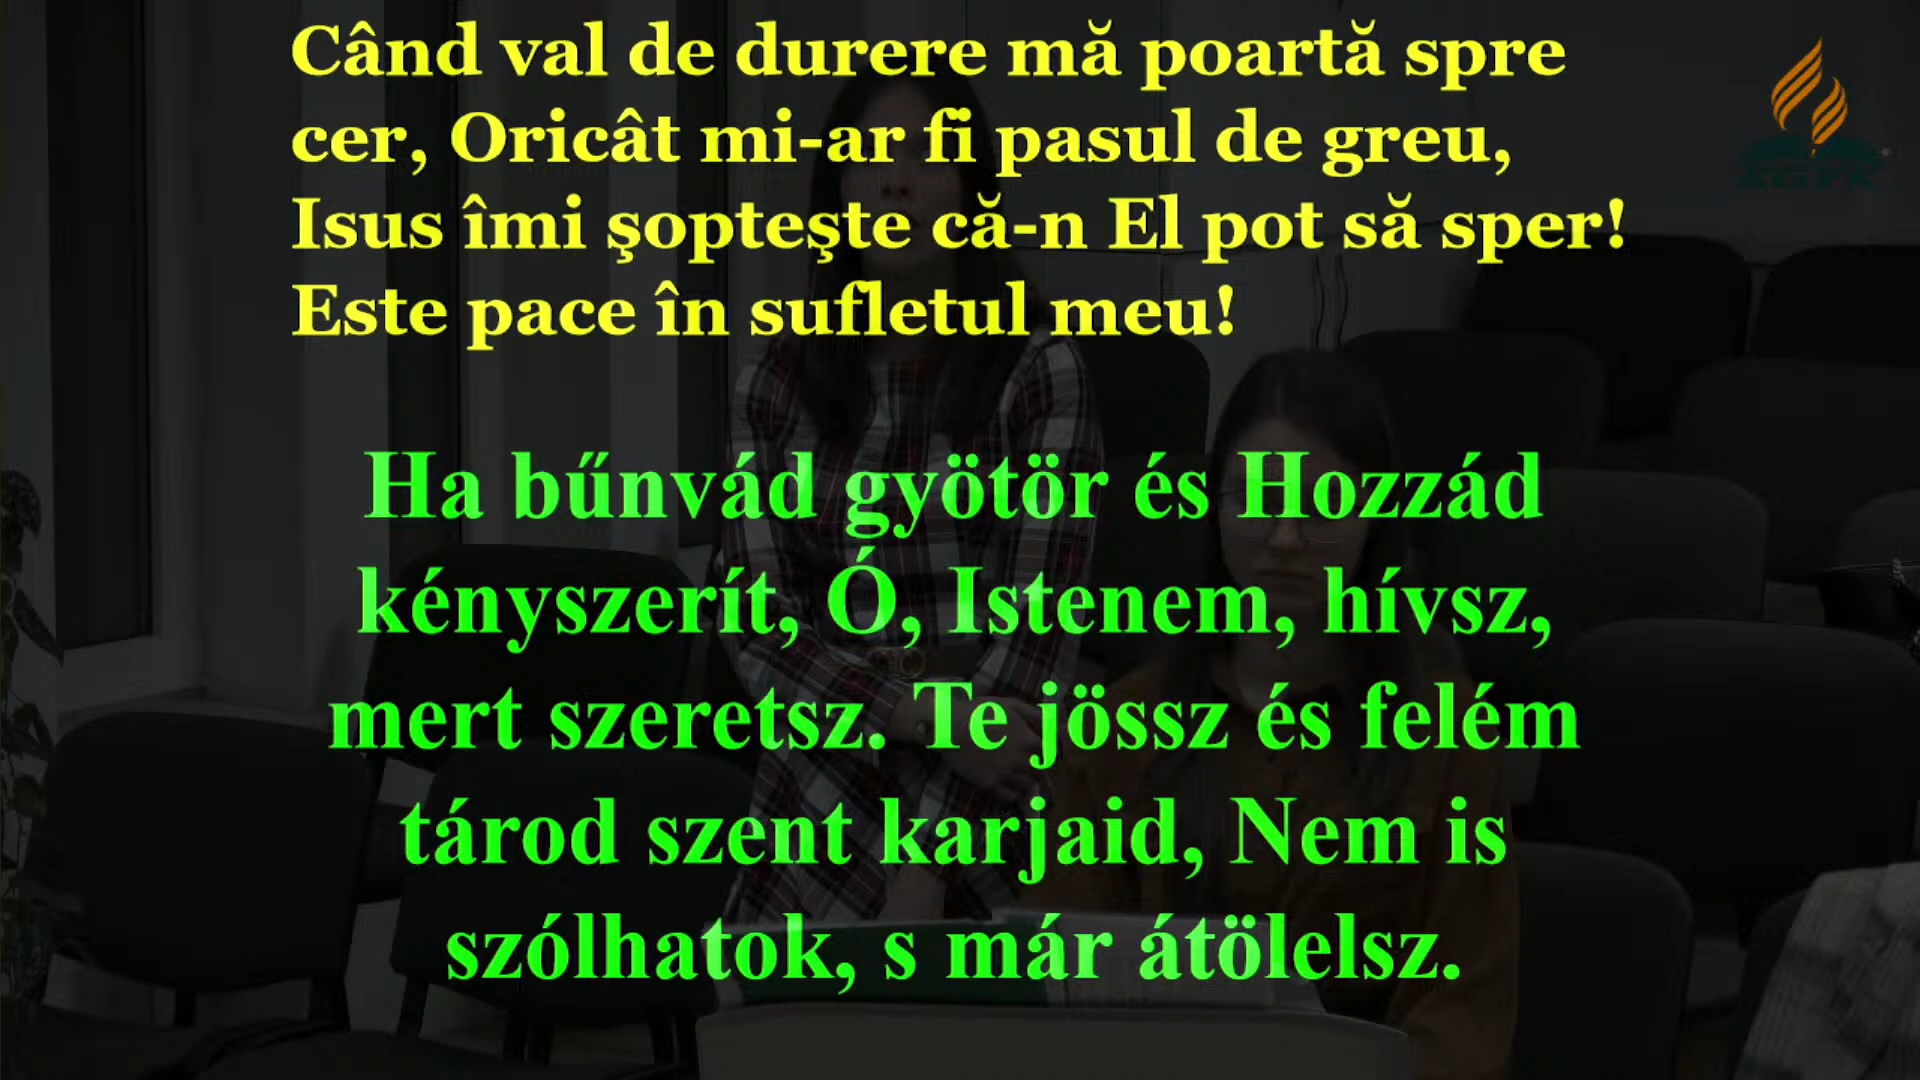 Când val de durere mă poartă spre
cer, Oricât mi-ar fi pasul de greu,
Isus îmi şopteşte că-n El pot să sper!
Este pace în sufletul meu!
Ha bűnvád gyötör és Hozzád
kényszerít, Ó, Istenem, hívsz,
mert szeretsz. Te jössz és felém
tárod szent karjaid, Nem is
szólhatok, s már átölelsz.